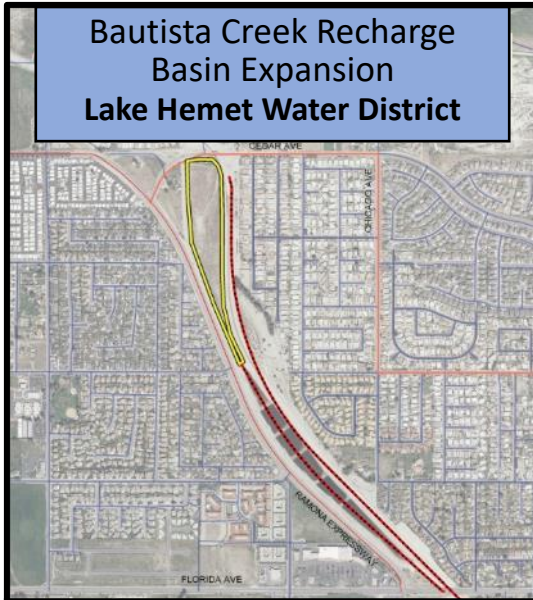 Bautista Creek Recharge
Basin Expansion
Lake Hemet Water District
CEDAR AVE
CHICAGO AVE
RAMONA EXPRESSWAY
FLORIDA AVE